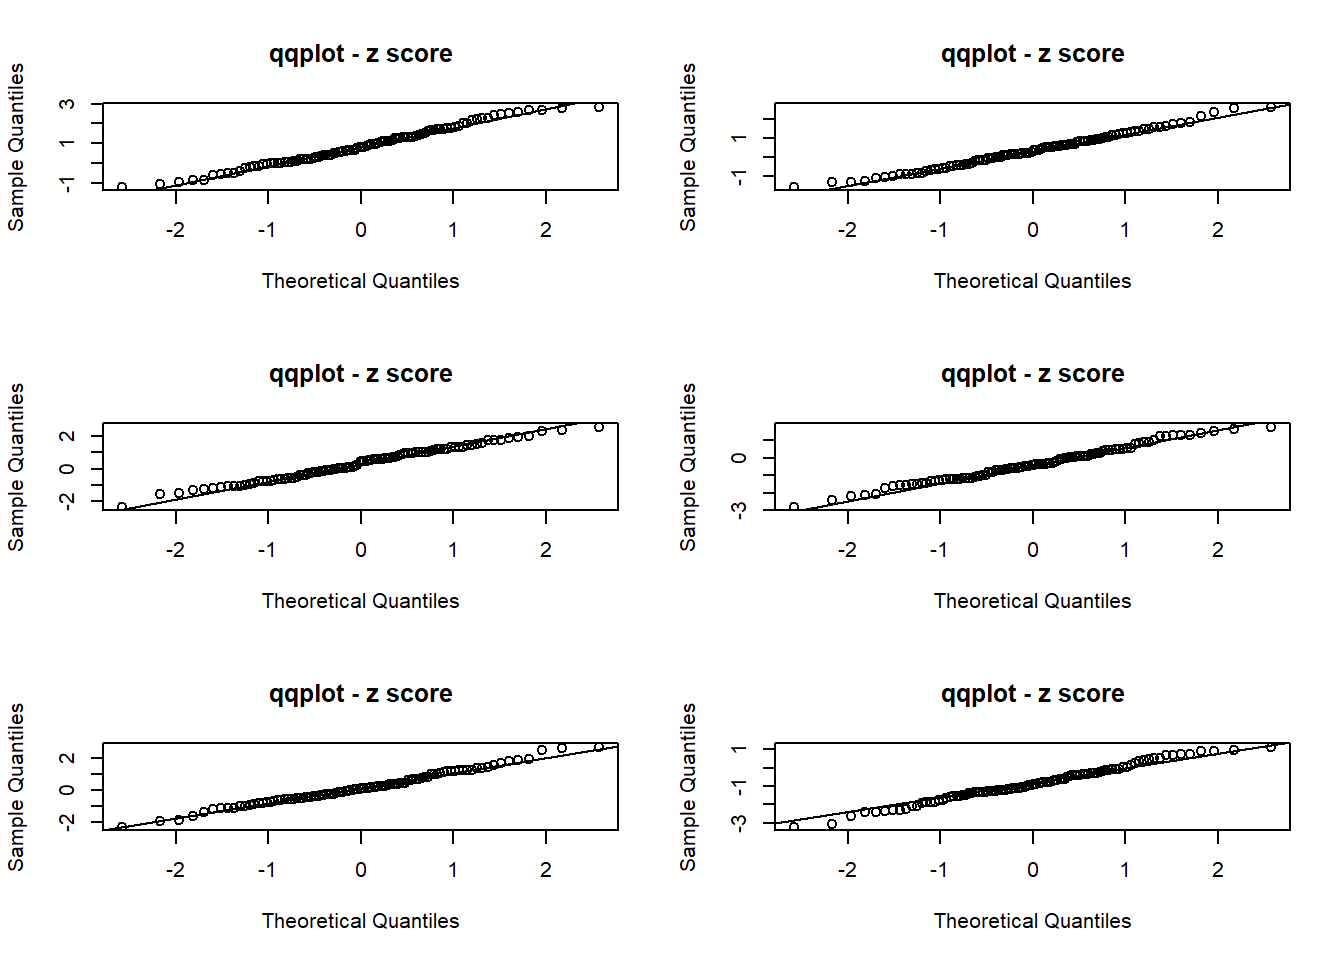 qqplot - z score
Sample Quantiles
3
1
-1
-2 -1 0 1 2
Theoretical Quantiles
qqplot - z score
Sample Quantiles
1
-1
-2 -1 0 1 2
Theoretical Quantiles
qqplot - z score
Sample Quantiles
2
0
-2
-2 -1 0 1 2
Theoretical Quantiles
qqplot - z score
Sample Quantiles
0
-3
-2 -1 0 1 2
Theoretical Quantiles
qqplot - z score
Sample Quantiles
2
0
-2
-2 -1 0 1 2
Theoretical Quantiles
qqplot - z score
Sample Quantiles
1
-1
-3
-2 -1 0 1 2
Theoretical Quantiles